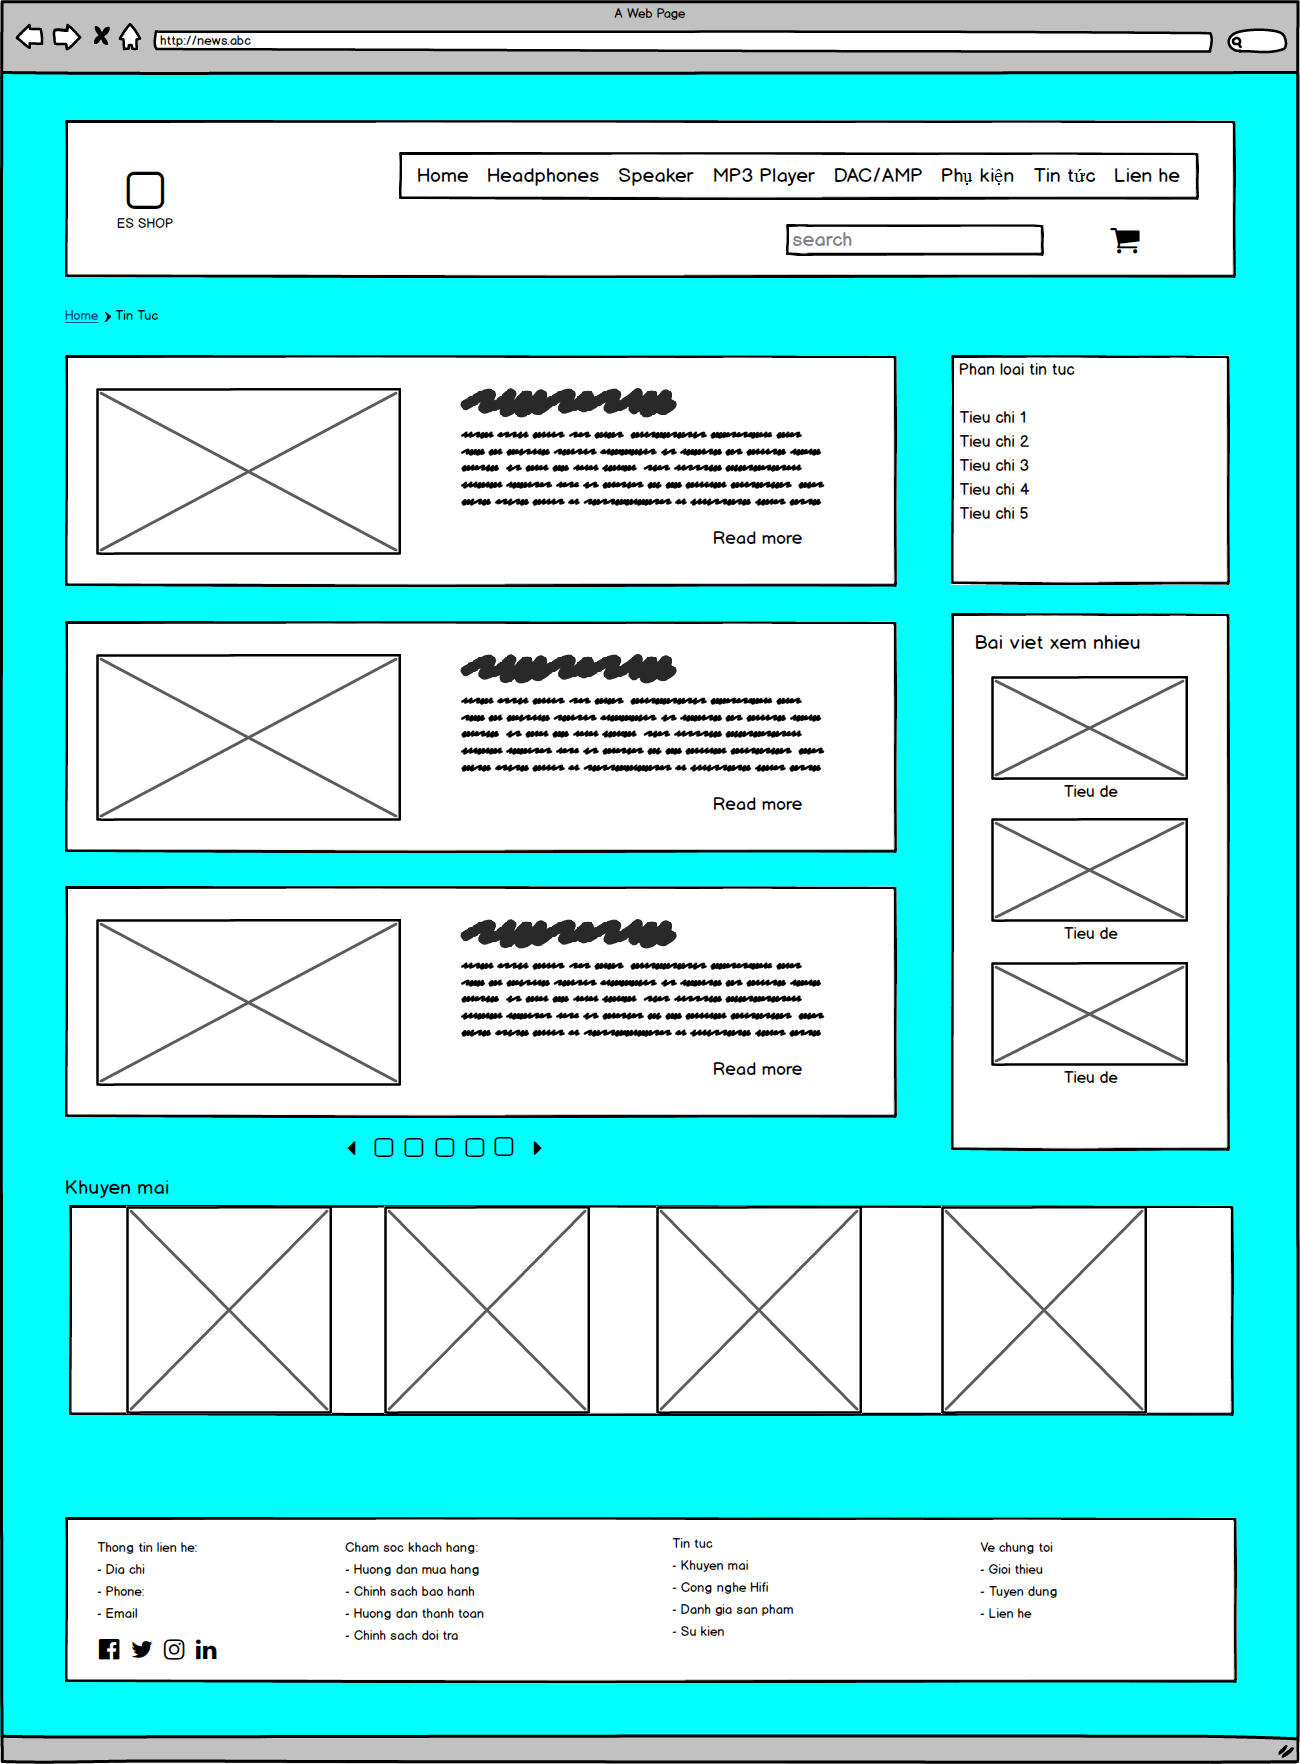 A Web Page
http://news.abc
Home Headphones Speaker MP3 Player DAC/AMP Phụ kiện Tin tức Lien he
ES SHOP
search
Home Tin Tuc
Read more
Phan loai tin tuc
Tieu chi 1
Tieu chi 2
Tieu chi 3
Tieu chi 4
Tieu chi 5
Read more
Read more
Bai viet xem nhieu
Tieu de
Tieu de
Tieu de
Khuyen mai
Thong tin lien he:
- Dia chi
- Phone:
- Email
Cham soc khach hang:
- Huong dan mua hang
- Chinh sach bao hanh
- Huong dan thanh toan
- Chinh sach doi tra
Tin tuc
- Khuyen mai
- Cong nghe Hifi
- Danh gia san pham
- Su kien
Ve chung toi
- Gioi thieu
- Tuyen dung
- Lien he